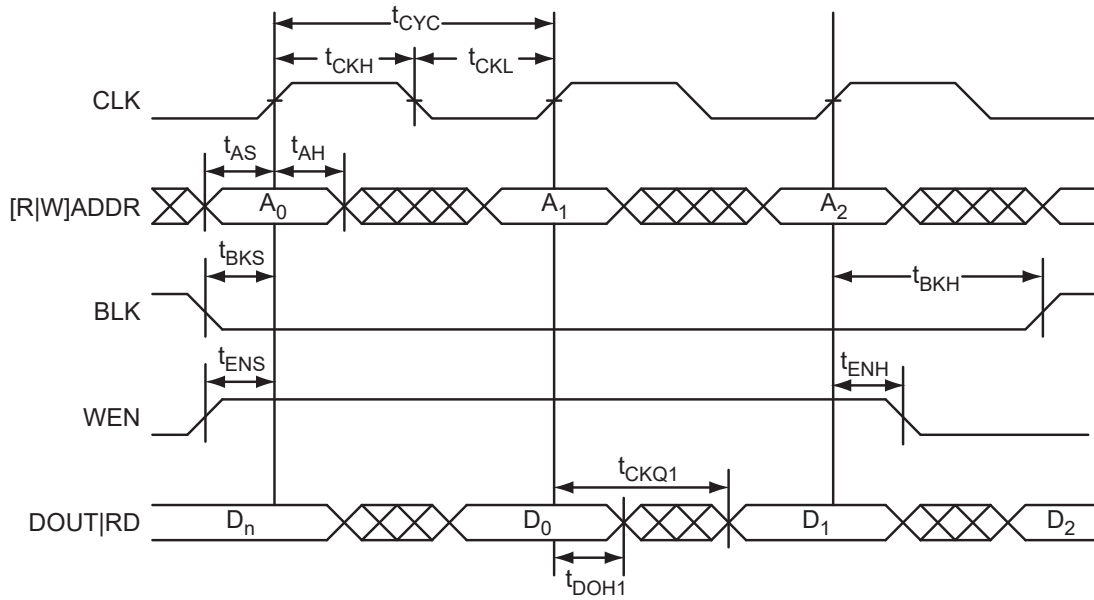 tCYC
tCKH tCKL
CLK
tAS tAH
[R|W]ADDR A0 A1 A2
tBKS tBKH
BLK
tENS tENH
WEN
tCKQ1
DOUT|RD Dn D0 D1 D2
tDOH1